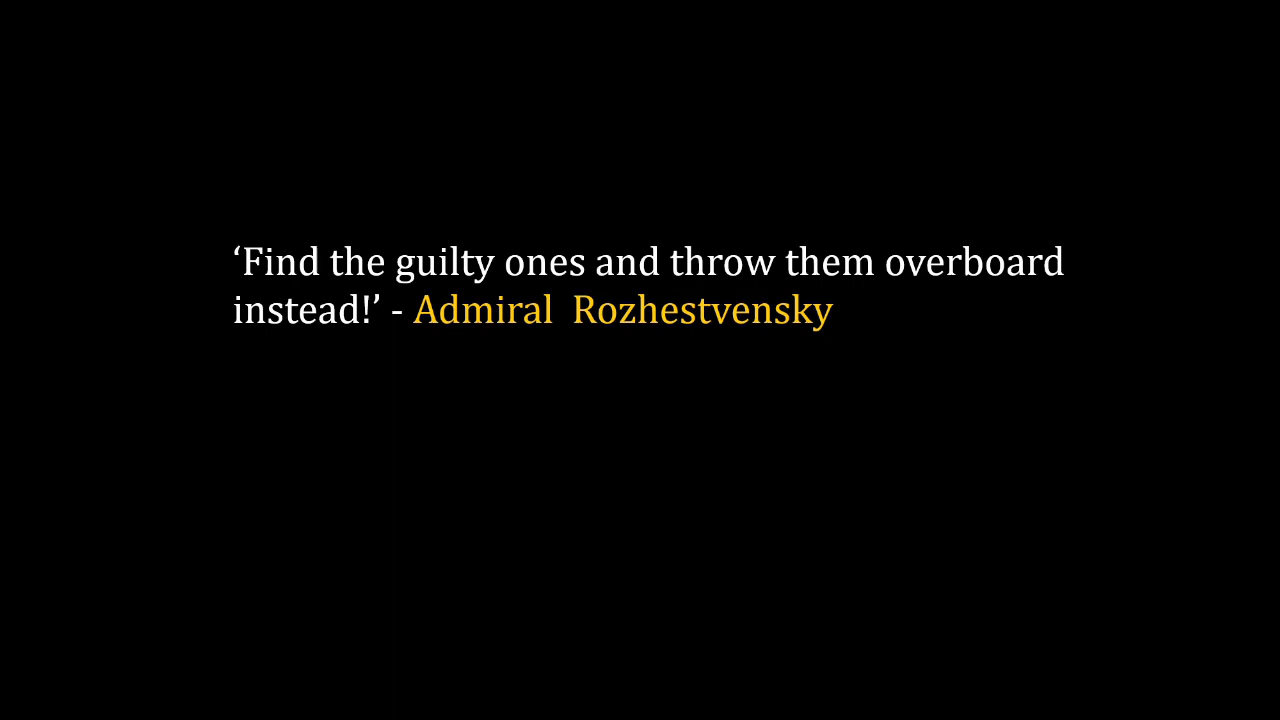 ‘Find the guilty ones and throw them overboard
instead!’ - Admiral  Rozhestvensky